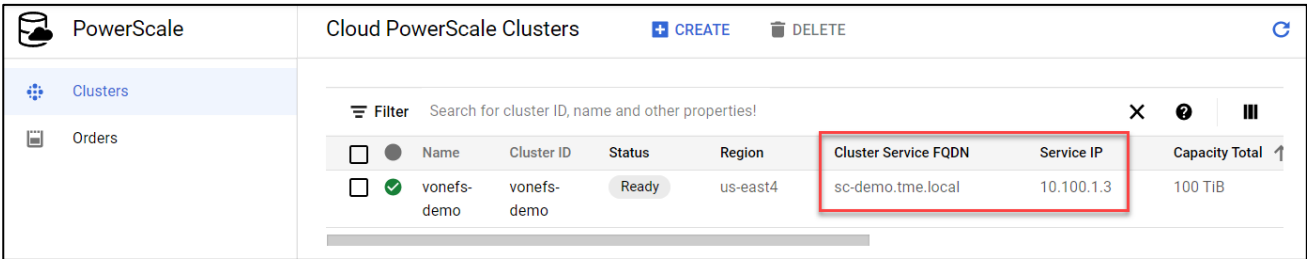 PowerScale
Cloud PowerScale Clusters CREATE DELETE
Clusters
Orders
Filter Search for cluster ID, name and other properties!
Name Cluster ID Status Region Cluster Service FQDN Service IP Capacity Total
vonefs- vonefs- Ready us-east4 sc-demo.tme.local 10.100.1.3 100 TiB
demo demo